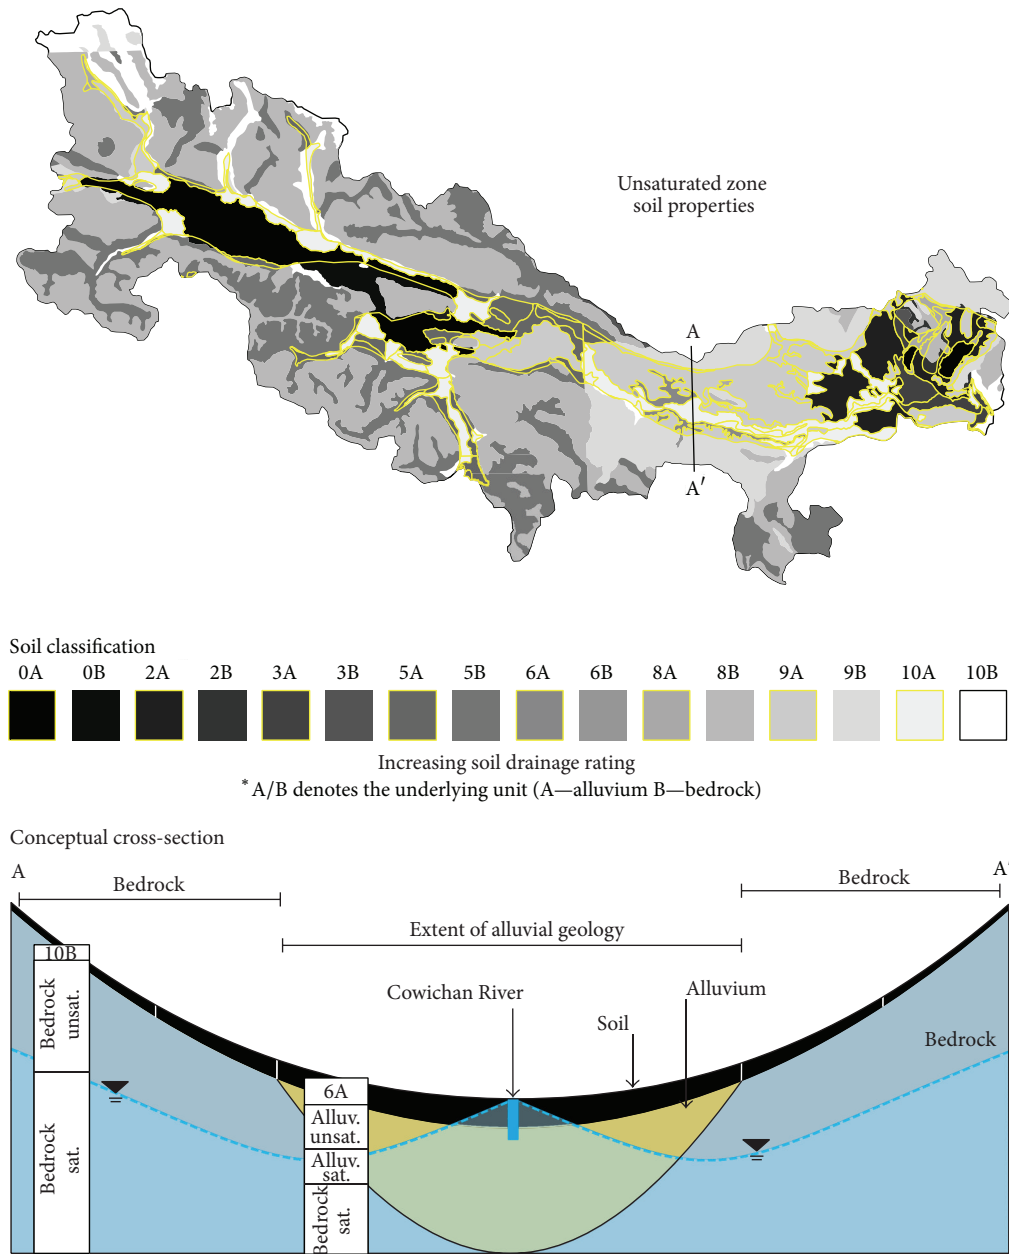 Unsaturated zone
soil properties
A
A′
Soil classification
0A 0B 2A 2B 3A 3B 5A 5B 6A 6B 8A 8B 9A 9B 10A 10B
Increasing soil drainage rating
*A/B denotes the underlying unit (A—alluvium B—bedrock)
Conceptual cross-section
A
A′
Bedrock
Bedrock
Extent of alluvial geology
Cowichan River
Alluvium
Soil
Bedrock
10B
Bedrock
unsat.
Bedrock
sat.
6A
Alluv.
unsat.
Alluv.
sat.
Bedrock
sat.